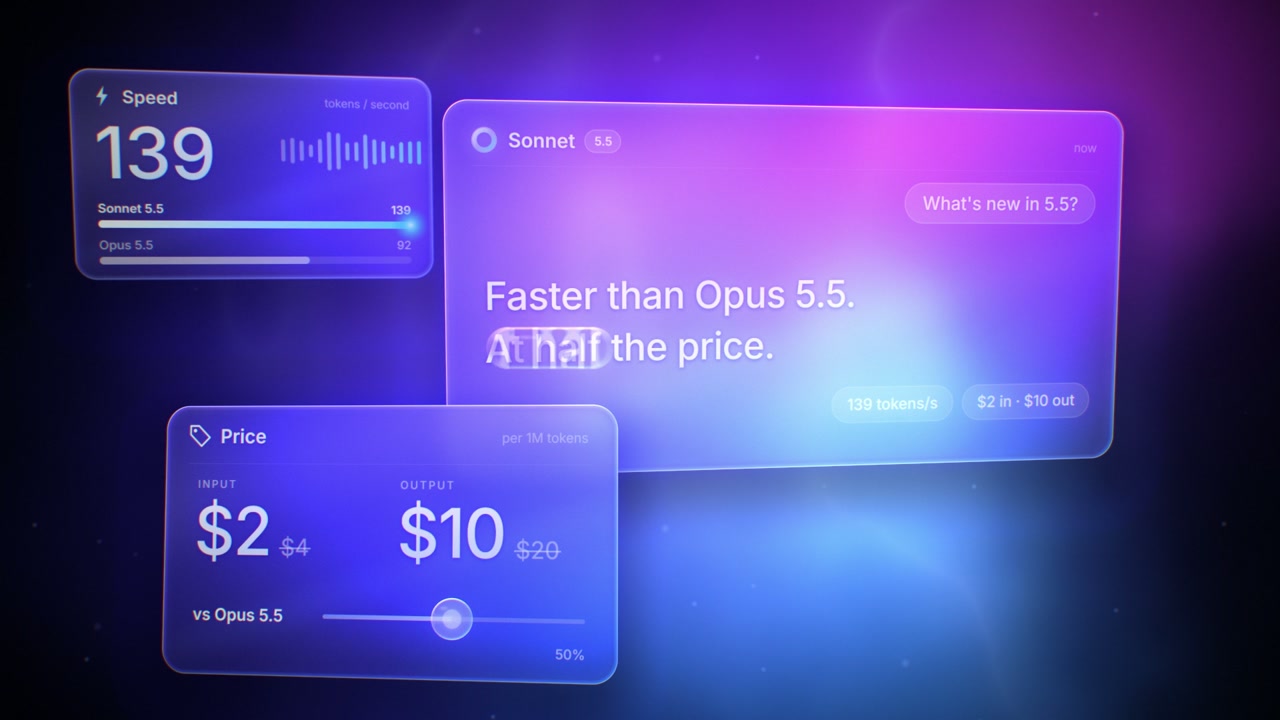 Speed
tokens / second
139
Sonnet 5.5
139
Opus 5.5
92
Sonnet 5.5
now
What's new in 5.5?
Faster than Opus 5.5.
At half the price.
139 tokens/s
$2 in · $10 out
Price
per 1M tokens
INPUT
OUTPUT
$2 $4
$10 $20
vs Opus 5.5
50%